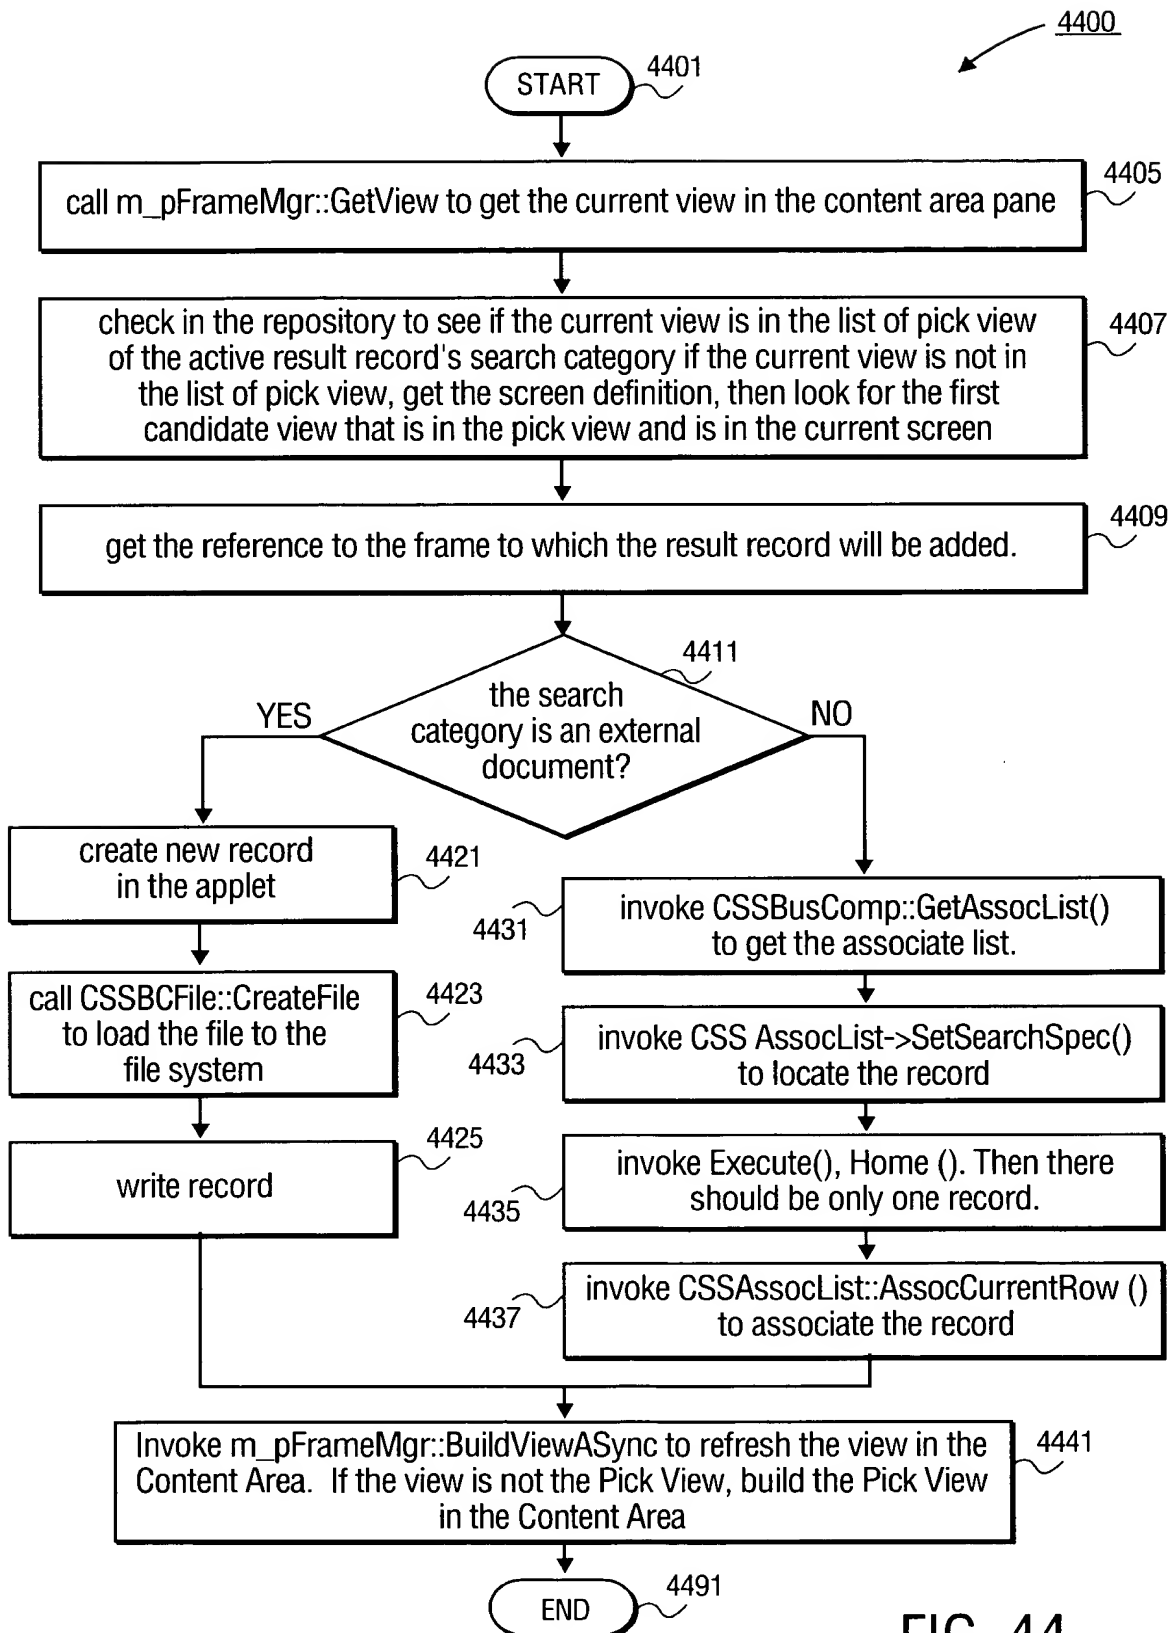 4400
START
4401
call m_pFrameMgr::GetView to get the current view in the content area pane
4405
check in the repository to see if the current view is in the list of pick view
of the active result record's search category if the current view is not in
the list of pick view, get the screen definition, then look for the first
candidate view that is in the pick view and is in the current screen
4407
get the reference to the frame to which the result record will be added.
4409
4411
the search
category is an external
document?
YES
NO
create new record
in the applet
4421
call CSSBCFile::CreateFile
to load the file to the
file system
4423
write record
4425
invoke CSSBusComp::GetAssocList()
to get the associate list.
4431
invoke CSS AssocList->SetSearchSpec()
to locate the record
4433
invoke Execute(), Home (). Then there
should be only one record.
4435
invoke CSSAssocList::AssocCurrentRow ()
to associate the record
4437
Invoke m_pFrameMgr::BuildViewASync to refresh the view in the
Content Area. If the view is not the Pick View, build the Pick View
in the Content Area
4441
END
4491
FIG. 44